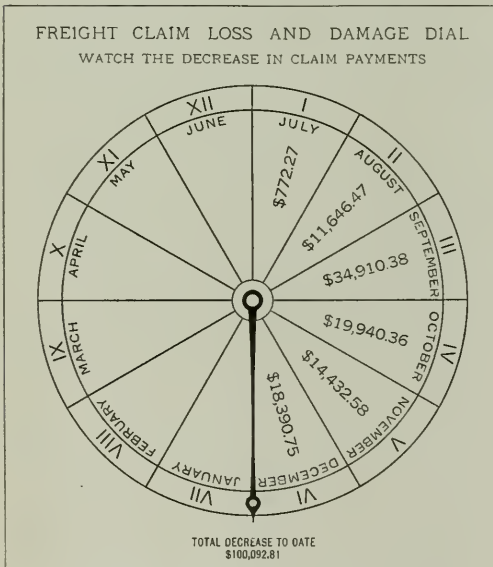 FREIGHT CLAIM LOSS AND DAMAGE DIAL
WATCH THE DECREASE IN CLAIM PAYMENTS
I
JULY
$772.27
II
AUGUST
$11,646.47
III
SEPTEMBER
$34,910.38
IV
OCTOBER
$19,940.36
V
NOVEMBER
$14,432.58
VI
DECEMBER
$18,390.75
VII
JANUARY
VIII
FEBRUARY
IX
MARCH
X
APRIL
XI
MAY
XII
JUNE
TOTAL DECREASE TO DATE
$100,092.81